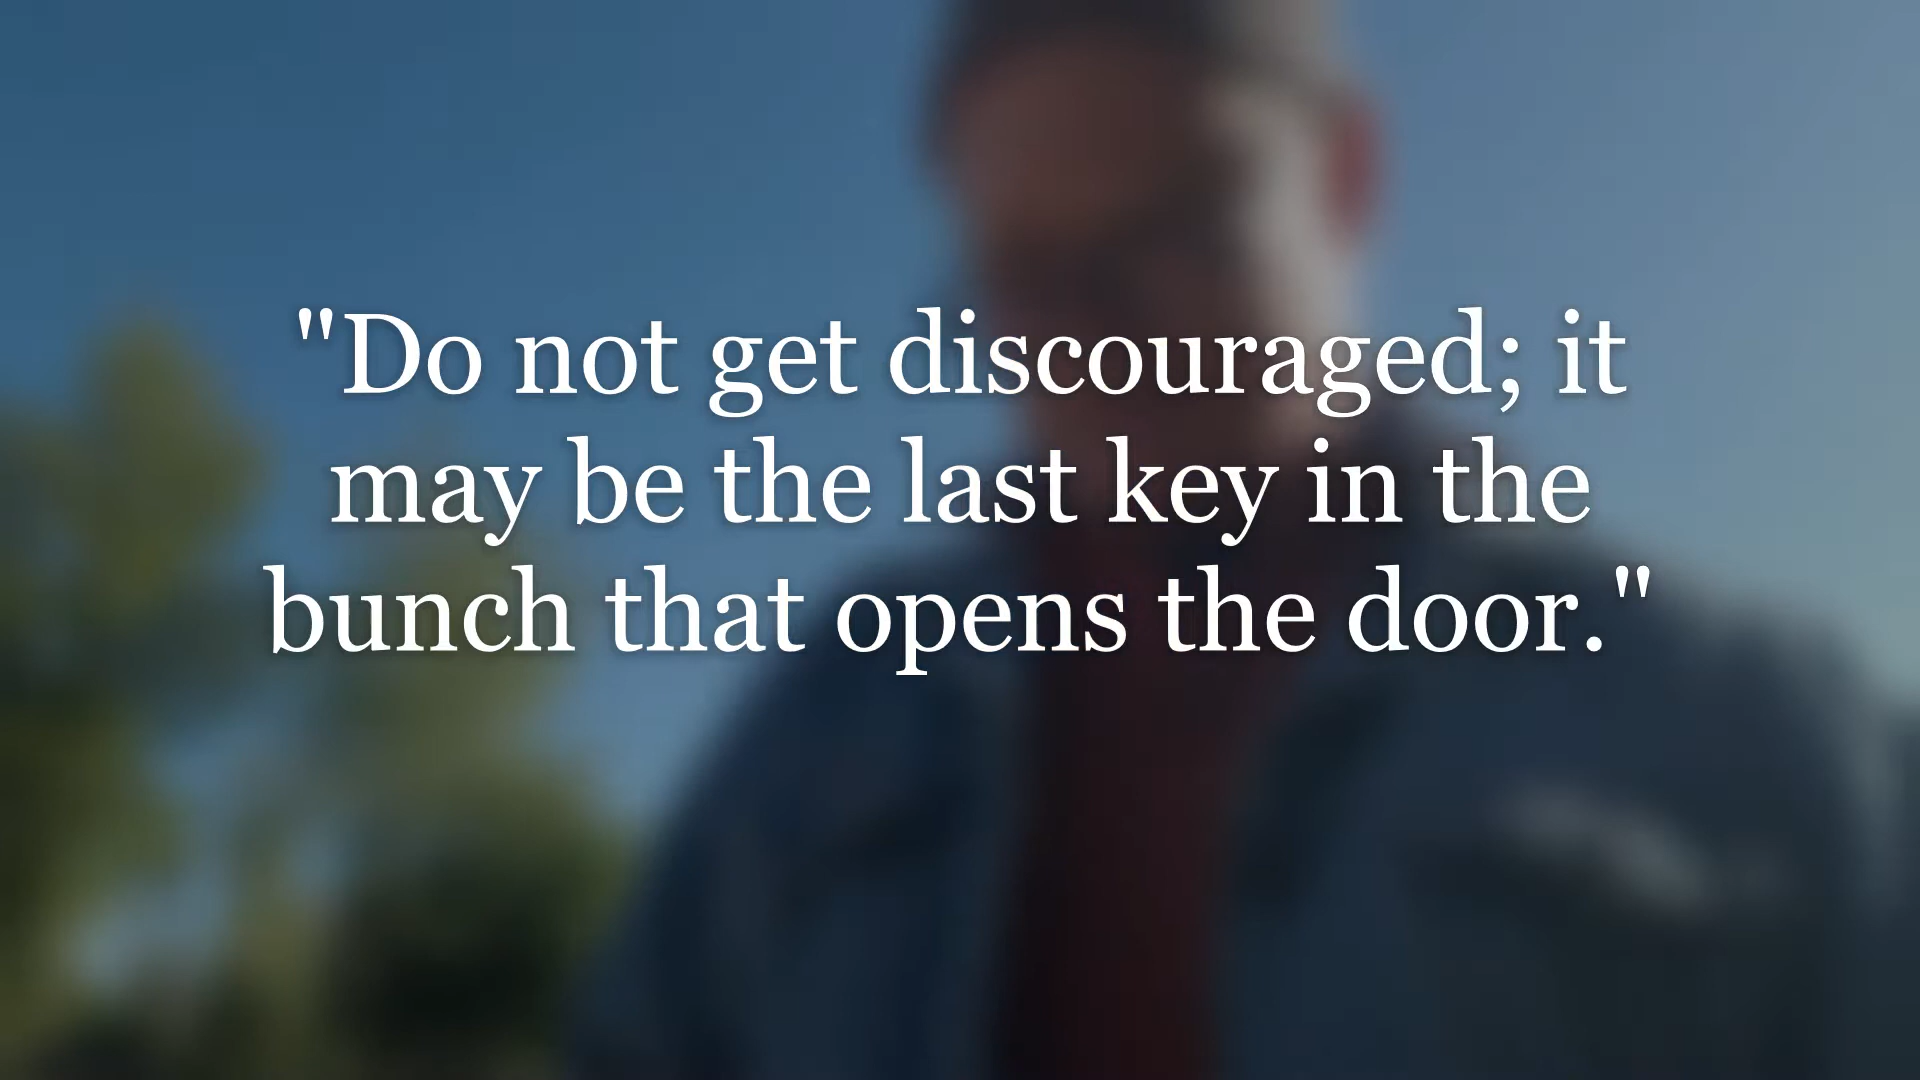 "Do not get discouraged; it
may be the last key in the
bunch that opens the door."